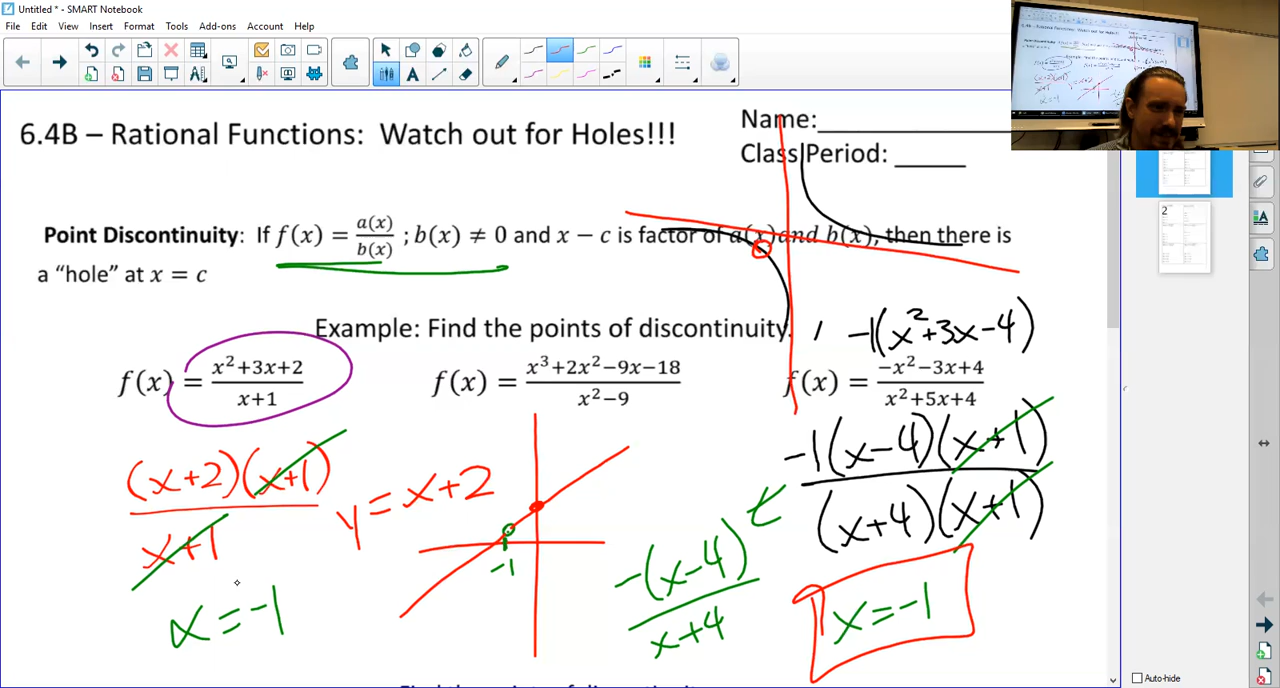 Untitled * - SMART Notebook
File Edit View Insert Format Tools Add-ons Account Help
6.4B – Rational Functions: Watch out for Holes!!!
Name:
Class Period:
Point Discontinuity: If f(x) = a(x)/b(x) ; b(x) ≠ 0 and x − c is factor of a(x) and b(x), then there is
a “hole” at x = c
Example: Find the points of discontinuity.
-1(x²+3x-4)
f(x) = x²+3x+2/x+1
f(x) = x³+2x²−9x−18/x²−9
f(x) = −x²−3x+4/x²+5x+4
(x+2)(x+1)
x+1
x=-1
y=x+2
-1
-1(x-4)(x+1)
(x+4)(x+1)
-(x-4)
x+4
x=-1
2
Auto-hide